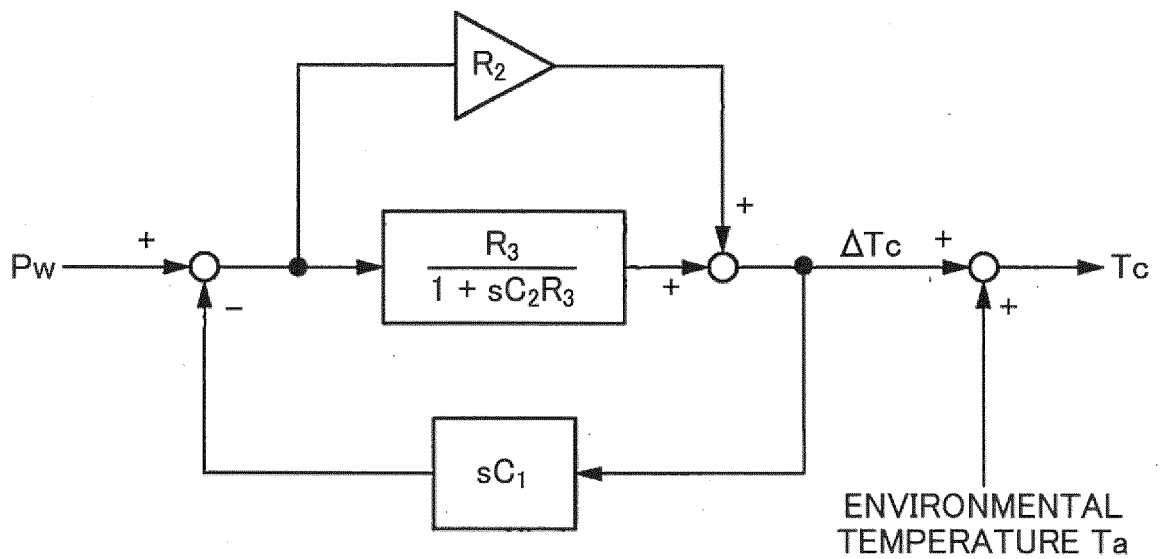 R₂
+
+
R₃
ΔTc
+
Pw
Tc
1 + sC₂R₃
+
+
−
sC₁
ENVIRONMENTAL
TEMPERATURE Ta